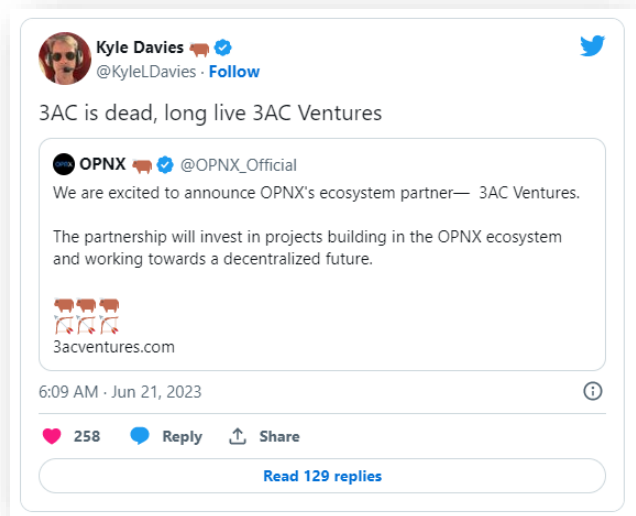 Kyle Davies 🐂
@KyleLDavies · Follow
3AC is dead, long live 3AC Ventures
OPNX 🐂 @OPNX_Official
We are excited to announce OPNX's ecosystem partner— 3AC Ventures.
The partnership will invest in projects building in the OPNX ecosystem
and working towards a decentralized future.
🐂🐂🐂
🏹🏹🏹
3acventures.com
6:09 AM · Jun 21, 2023
258 Reply Share
Read 129 replies